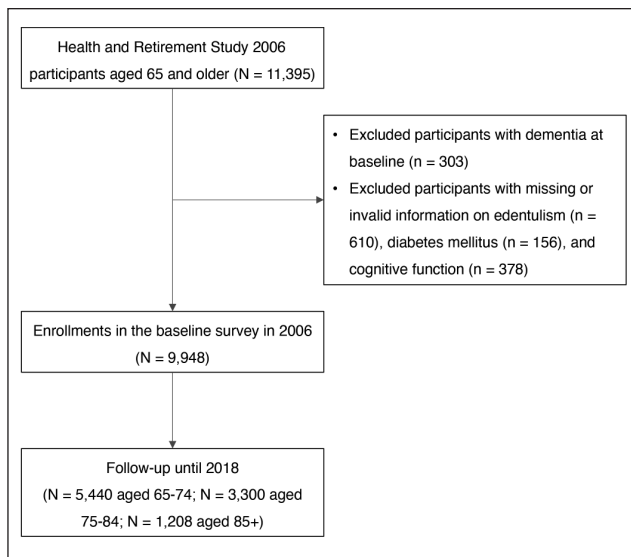 Health and Retirement Study 2006
participants aged 65 and older (N = 11,395)
• Excluded participants with dementia at
baseline (n = 303)
• Excluded participants with missing or
invalid information on edentulism (n =
610), diabetes mellitus (n = 156), and
cognitive function (n = 378)
Enrollments in the baseline survey in 2006
(N = 9,948)
Follow-up until 2018
(N = 5,440 aged 65-74; N = 3,300 aged
75-84; N = 1,208 aged 85+)